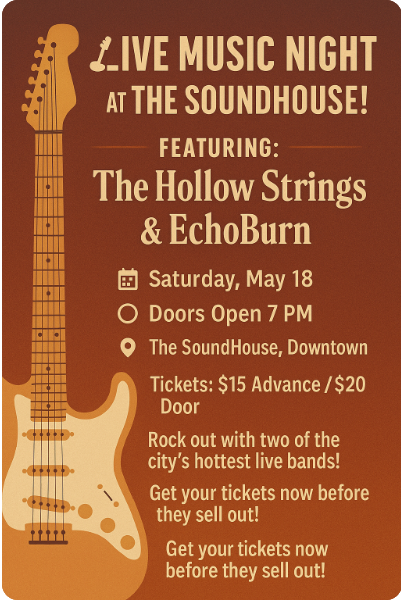 LIVE MUSIC NIGHT
AT THE SOUNDHOUSE!
FEATURING:
The Hollow Strings
& EchoBurn
Saturday, May 18
Doors Open 7 PM
The SoundHouse, Downtown
Tickets: $15 Advance / $20
Door
Rock out with two of the
city's hottest live bands!
Get your tickets now before
they sell out!
Get your tickets now
before they sell out!